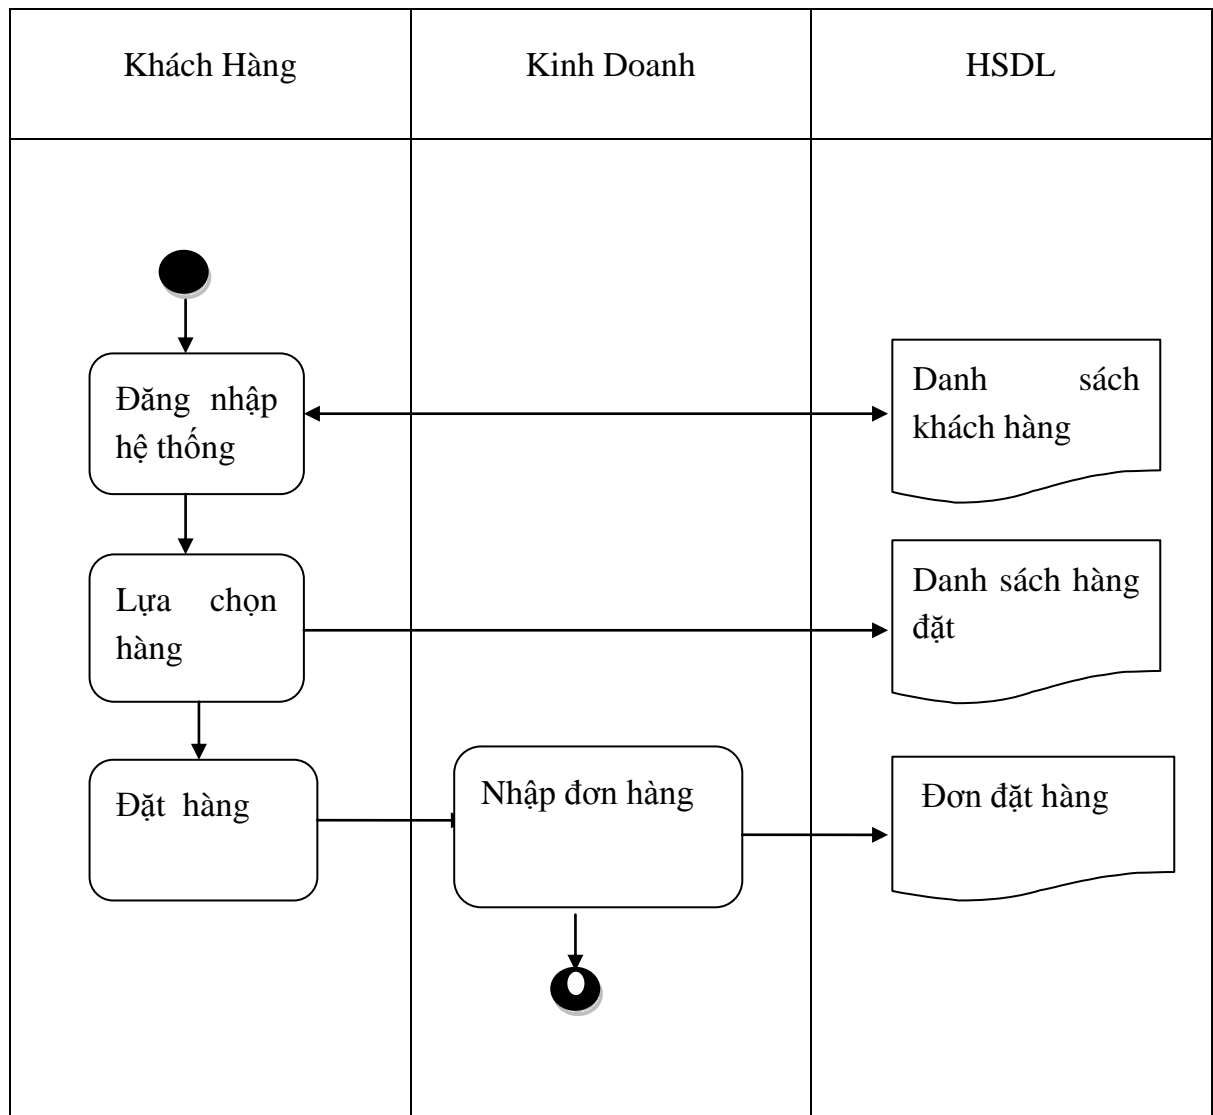 Khách Hàng
Kinh Doanh
HSDL
Đăng nhập
hệ thống
Danh sách
khách hàng
Lựa chọn
hàng
Danh sách hàng
đặt
Đặt hàng
Nhập đơn hàng
Đơn đặt hàng